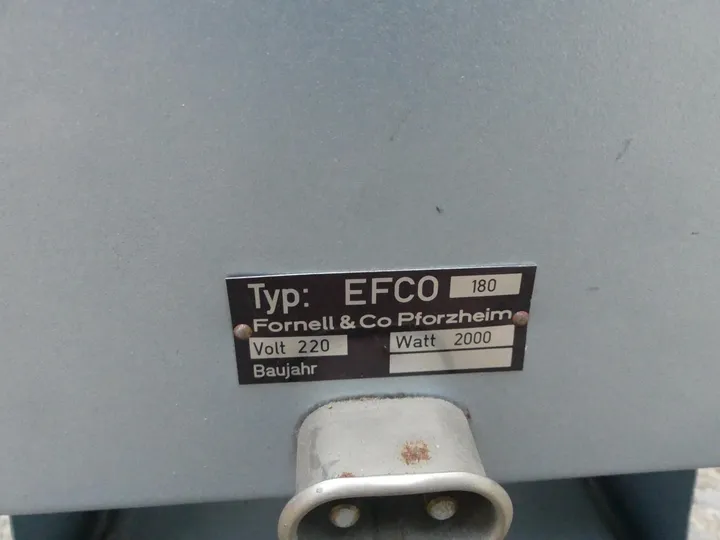 Typ: EFCO 180
Fornell & Co Pforzheim
Volt 220 Watt 2000
Baujahr